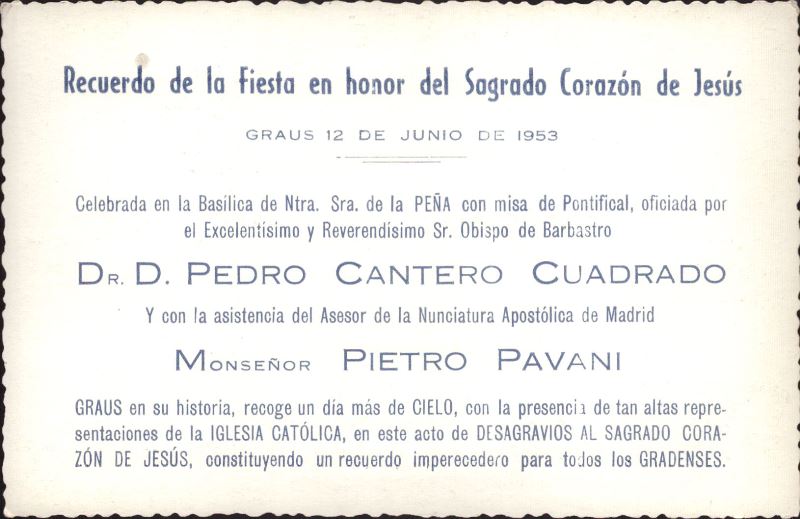 Recuerdo de la Fiesta en honor del Sagrado Corazón de Jesús
GRAUS 12 DE JUNIO DE 1953
Celebrada en la Basílica de Ntra. Sra. de la PEÑA con misa de Pontifical, oficiada por
el Excelentísimo y Reverendísimo Sr. Obispo de Barbastro
DR. D. PEDRO CANTERO CUADRADO
Y con la asistencia del Asesor de la Nunciatura Apostólica de Madrid
MONSEÑOR PIETRO PAVANI
GRAUS en su historia, recoge un día más de CIELO, con la presencia de tan altas repre-
sentaciones de la IGLESIA CATÓLICA, en este acto de DESAGRAVIOS AL SAGRADO CORA-
ZÓN DE JESÚS, constituyendo un recuerdo imperecedero para todos los GRADENSES.